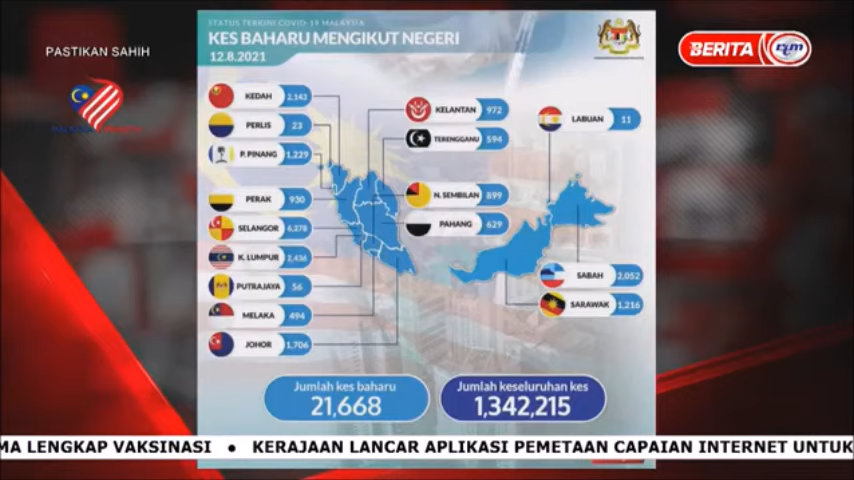 STATUS TERKINI COVID-19 MALAYSIA
KES BAHARU MENGIKUT NEGERI
12.8.2021
PASTIKAN SAHIH
BERITA
KEDAH 2,142
PERLIS 23
P. PINANG 1,229
PERAK 930
SELANGOR 6,278
K. LUMPUR 2,436
PUTRAJAYA 56
MELAKA 494
JOHOR 1,706
KELANTAN 972
TERENGGANU 594
N. SEMBILAN 899
PAHANG 629
LABUAN 11
SABAH 2,052
SARAWAK 1,216
Jumlah kes baharu
21,668
Jumlah keseluruhan kes
1,342,215
MA LENGKAP VAKSINASI ● KERAJAAN LANCAR APLIKASI PEMETAAN CAPAIAN INTERNET UNTUK